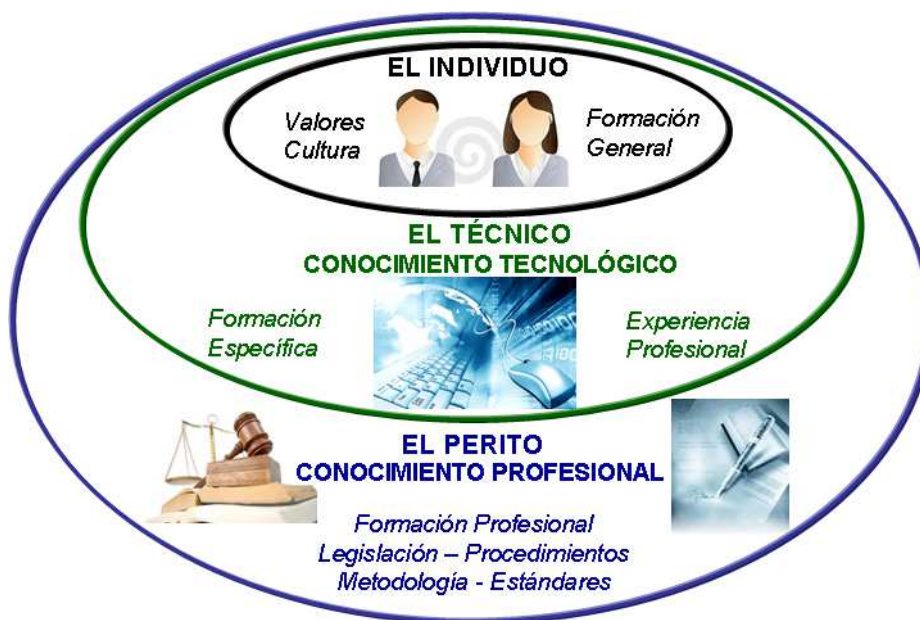 EL INDIVIDUO
Valores
Cultura
Formación
General
EL TÉCNICO
CONOCIMIENTO TECNOLÓGICO
Formación
Específica
Experiencia
Profesional
EL PERITO
CONOCIMIENTO PROFESIONAL
Formación Profesional
Legislación – Procedimientos
Metodología - Estándares